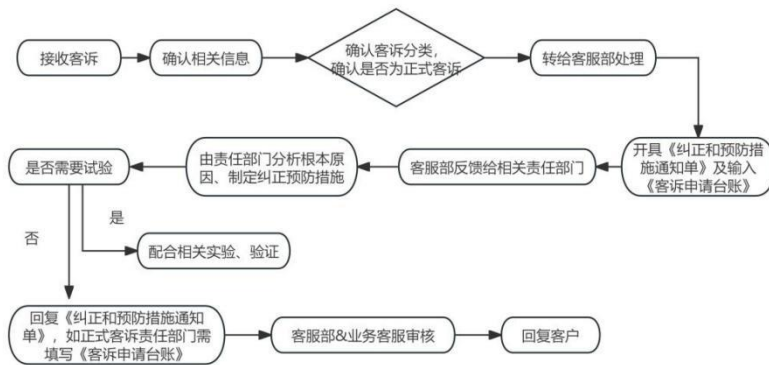 接收客诉
确认相关信息
确认客诉分类，
确认是否为正式客诉
转给客服部处理
开具《纠正和预防措
施通知单》及输入
《客诉申请台账》
客服部反馈给相关责任部门
由责任部门分析根本原
因、制定纠正预防措施
是否需要试验
是
否
配合相关实验、验证
回复《纠正和预防措施通知
单》，如正式客诉责任部门需
填写《客诉申请台账》
客服部&业务客服审核
回复客户